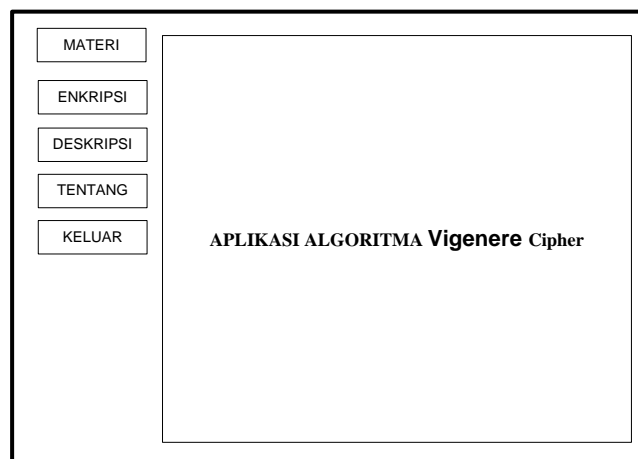 MATERI
ENKRIPSI
DESKRIPSI
TENTANG
KELUAR
APLIKASI ALGORITMA Vigenere Cipher